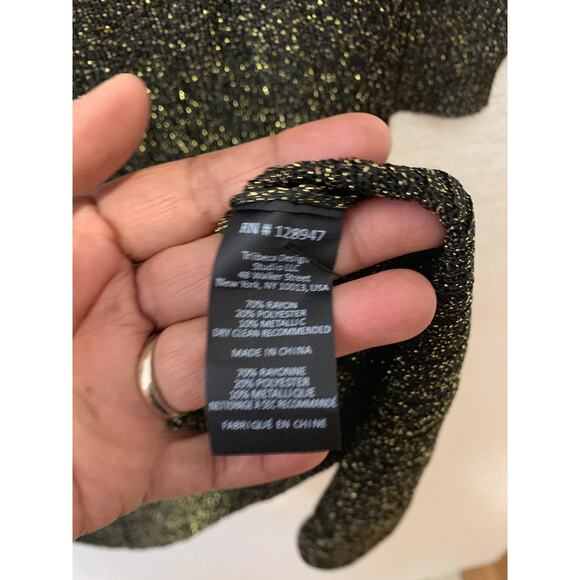 RN # 128947
Tribeca Design
Studio LLC
48 Walker Street
New York, NY 10013, USA
70% RAYON
20% POLYESTER
10% METALLIC
DRY CLEAN RECOMMENDED
MADE IN CHINA
70% RAYONNE
20% POLYESTER
10% METALLIQUE
NETTOYAGE À SEC RECOMMANDÉ
FABRIQUÉ EN CHINE